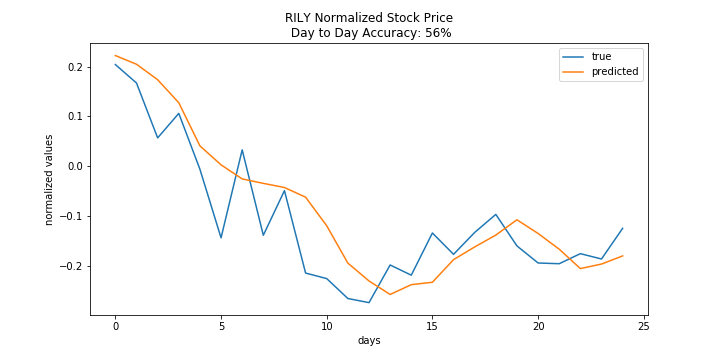 RILY Normalized Stock Price
Day to Day Accuracy: 56%
true
predicted
normalized values
0.2
0.1
0.0
−0.1
−0.2
0
5
10
15
20
25
days